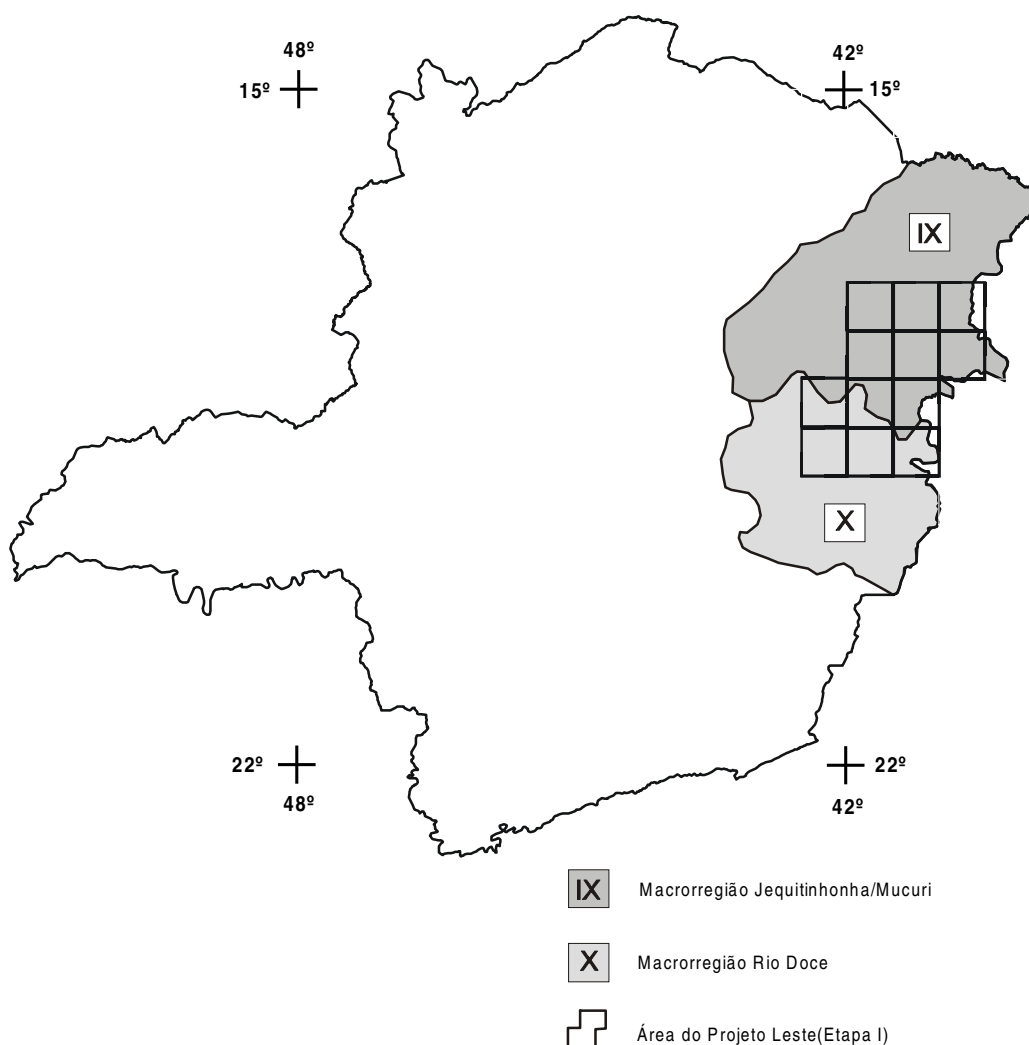 48º 42º
15º 15º
IX
X
22º 22º
48º 42º
IX Macrorregião Jequitinhonha/Mucuri
X Macrorregião Rio Doce
Área do Projeto Leste(Etapa I)